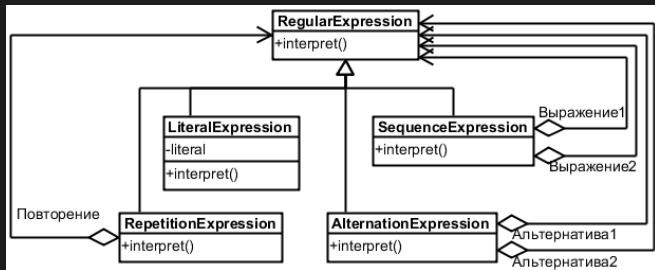 RegularExpression
+interpret()
LiteralExpression
-literal
+interpret()
SequenceExpression
+interpret()
Выражение1
Выражение2
Повторение
RepetitionExpression
+interpret()
AlternationExpression
+interpret()
Альтернатива1
Альтернатива2